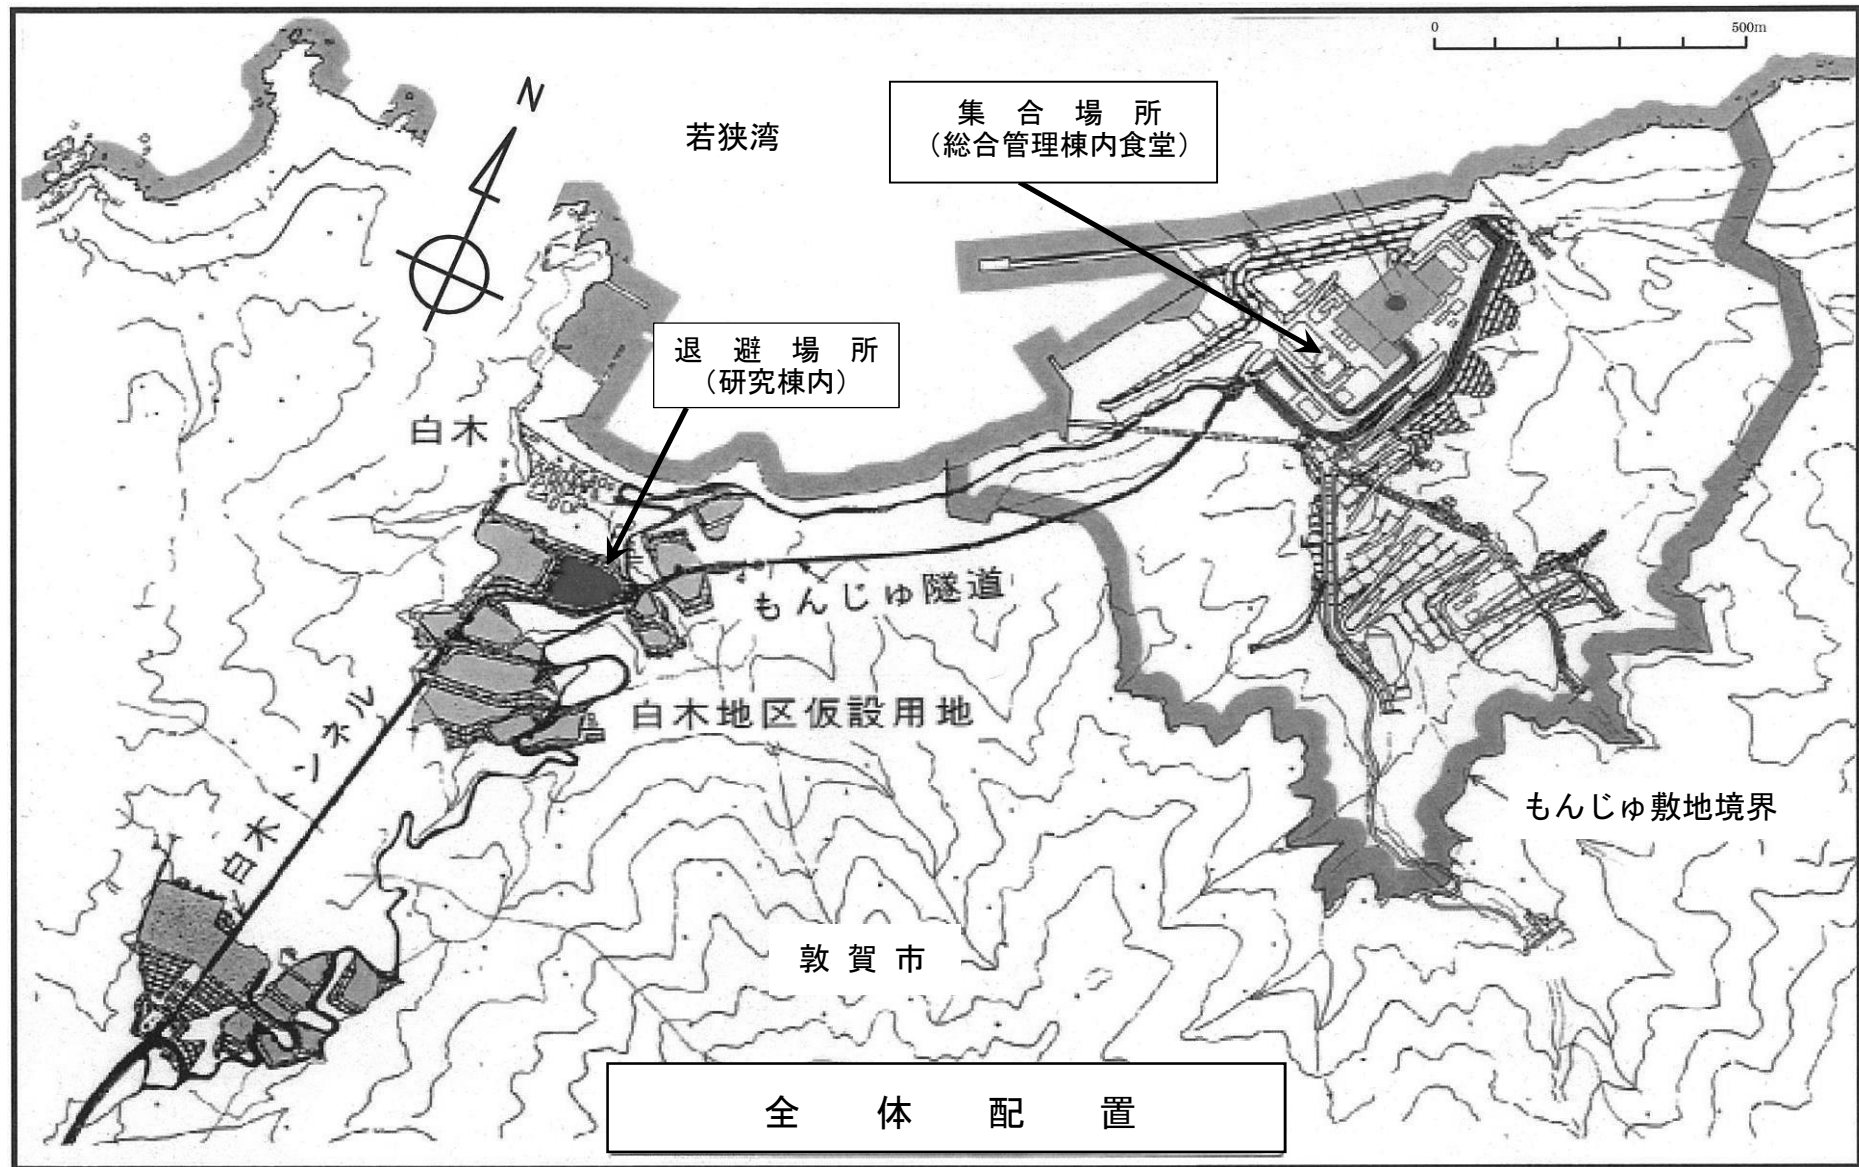 0 500m
N
若狭湾
集合場所
（総合管理棟内食堂）
退避場所
（研究棟内）
白木
もんじゅ隧道
白木地区仮設用地
白木トンネル
もんじゅ敷地境界
敦賀市
全体配置